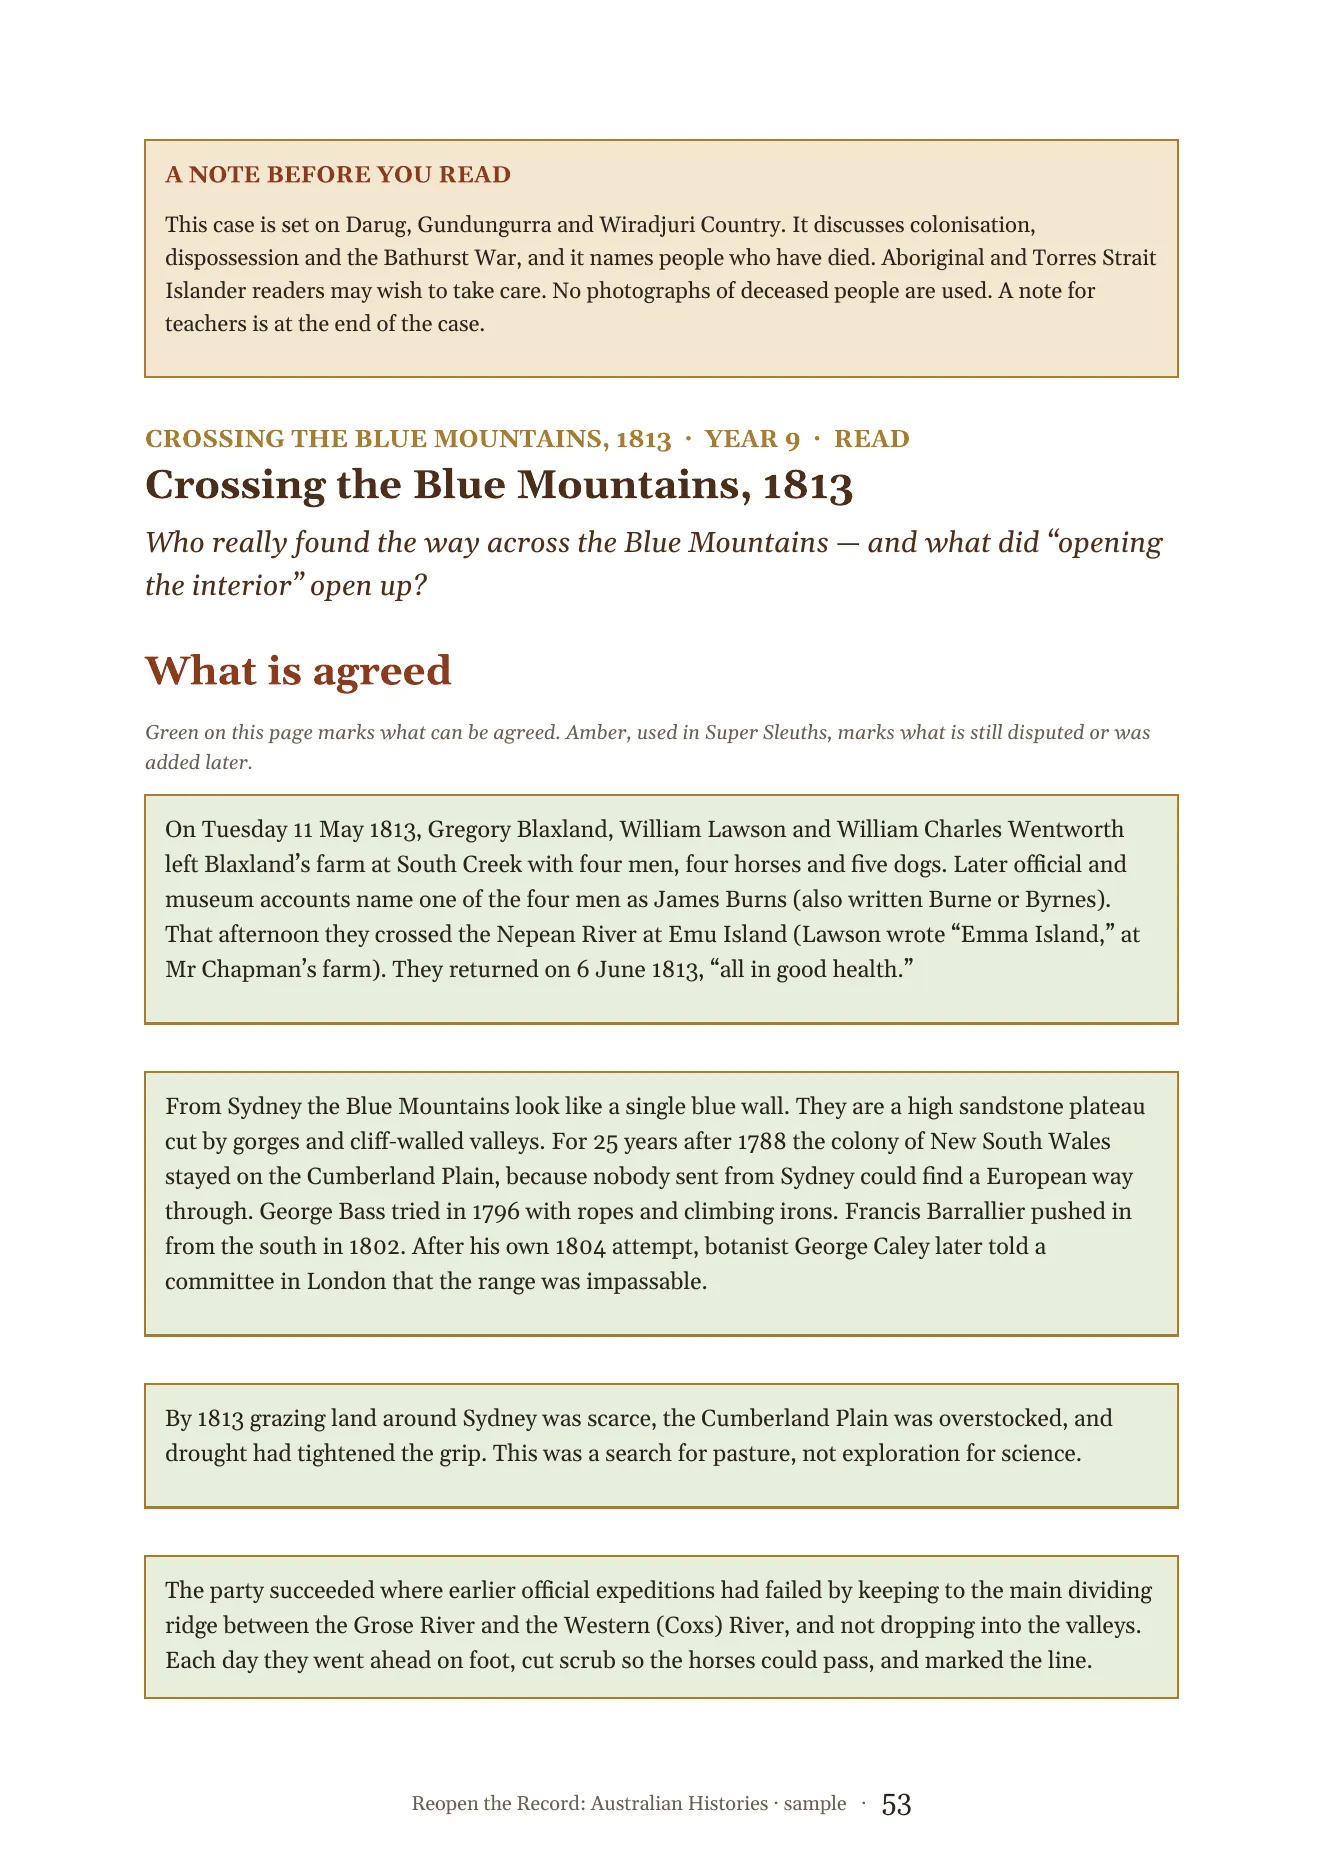 A NOTE BEFORE YOU READ
This case is set on Darug, Gundungurra and Wiradjuri Country. It discusses colonisation,
dispossession and the Bathurst War, and it names people who have died. Aboriginal and Torres Strait
Islander readers may wish to take care. No photographs of deceased people are used. A note for
teachers is at the end of the case.
CROSSING THE BLUE MOUNTAINS, 1813 · YEAR 9 · READ
Crossing the Blue Mountains, 1813
Who really found the way across the Blue Mountains — and what did “opening
the interior” open up?
What is agreed
Green on this page marks what can be agreed. Amber, used in Super Sleuths, marks what is still disputed or was
added later.
On Tuesday 11 May 1813, Gregory Blaxland, William Lawson and William Charles Wentworth
left Blaxland’s farm at South Creek with four men, four horses and five dogs. Later official and
museum accounts name one of the four men as James Burns (also written Burne or Byrnes).
That afternoon they crossed the Nepean River at Emu Island (Lawson wrote “Emma Island,” at
Mr Chapman’s farm). They returned on 6 June 1813, “all in good health.”
From Sydney the Blue Mountains look like a single blue wall. They are a high sandstone plateau
cut by gorges and cliff-walled valleys. For 25 years after 1788 the colony of New South Wales
stayed on the Cumberland Plain, because nobody sent from Sydney could find a European way
through. George Bass tried in 1796 with ropes and climbing irons. Francis Barrallier pushed in
from the south in 1802. After his own 1804 attempt, botanist George Caley later told a
committee in London that the range was impassable.
By 1813 grazing land around Sydney was scarce, the Cumberland Plain was overstocked, and
drought had tightened the grip. This was a search for pasture, not exploration for science.
The party succeeded where earlier official expeditions had failed by keeping to the main dividing
ridge between the Grose River and the Western (Coxs) River, and not dropping into the valleys.
Each day they went ahead on foot, cut scrub so the horses could pass, and marked the line.
Reopen the Record: Australian Histories · sample · 53